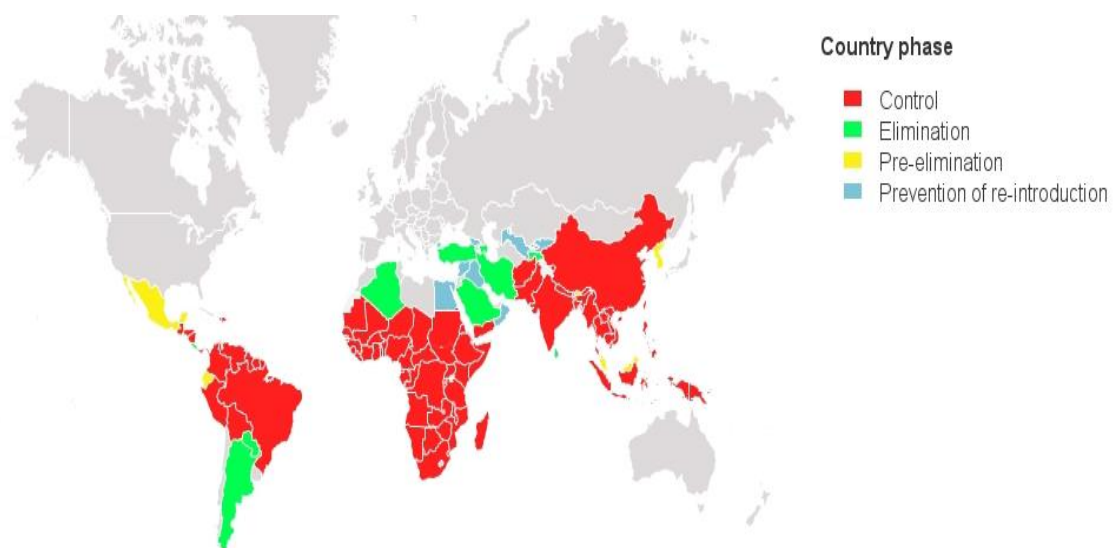 Country phase
Control
Elimination
Pre-elimination
Prevention of re-introduction